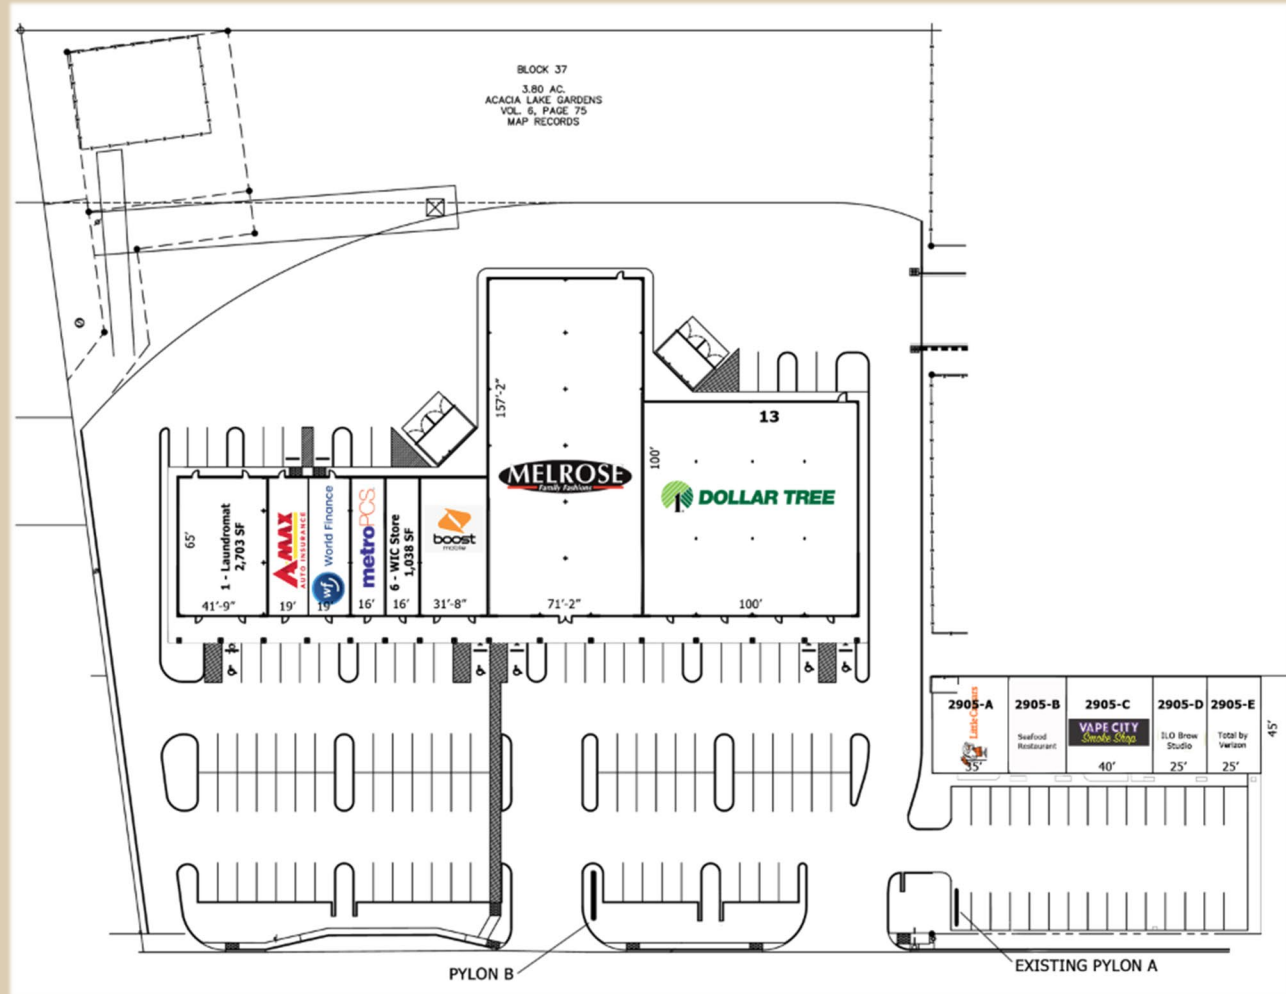 BLOCK 37
3.80 AC.
ACACIA LAKE GARDENS
VOL. 6, PAGE 75
MAP RECORDS
157'-2"
13
100'
MELROSE
Family Fashions
DOLLAR TREE
65'
1 - Laundromat
2,703 SF
AMAX
AUTO INSURANCE
World Finance
wf
metroPCS.
6 - WIC Store
1,038 SF
boost
mobile
41'-9"
19'
19'
16'
16'
31'-8"
71'-2"
100'
2905-A
2905-B
2905-C
2905-D
2905-E
Little Caesars
Seafood
Restaurant
VAPE CITY
Smoke Shop
ILO Brow
Studio
Total by
Verizon
35'
40'
25'
25'
45'
PYLON B
EXISTING PYLON A